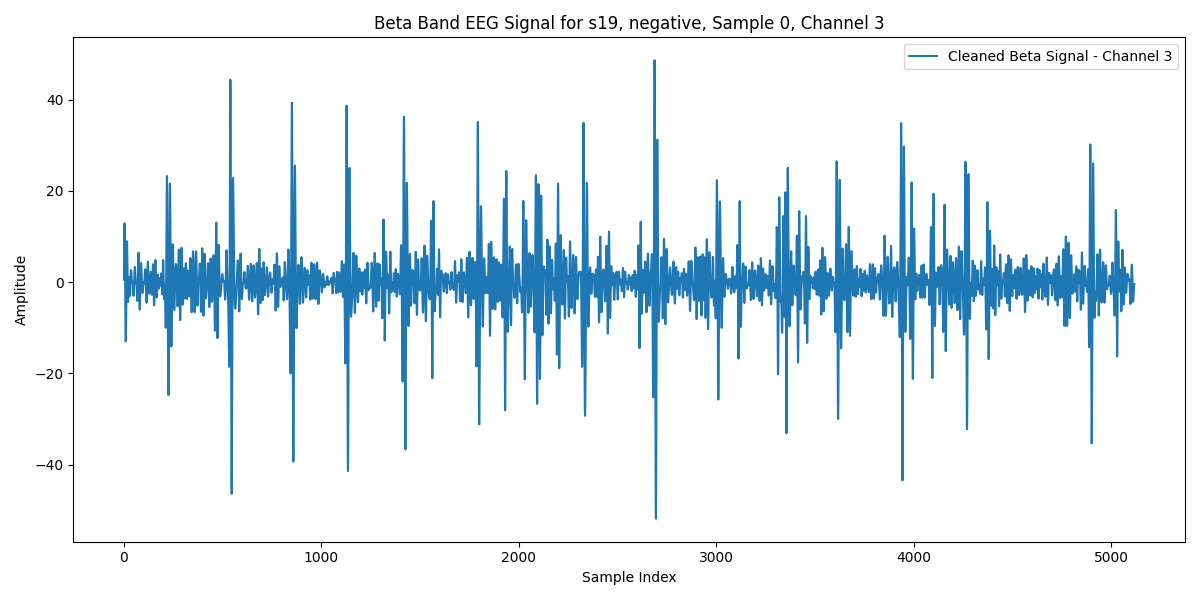 Beta Band EEG Signal for s19, negative, Sample 0, Channel 3
Cleaned Beta Signal - Channel 3
Amplitude
40
20
0
−20
−40
0 1000 2000 3000 4000 5000
Sample Index